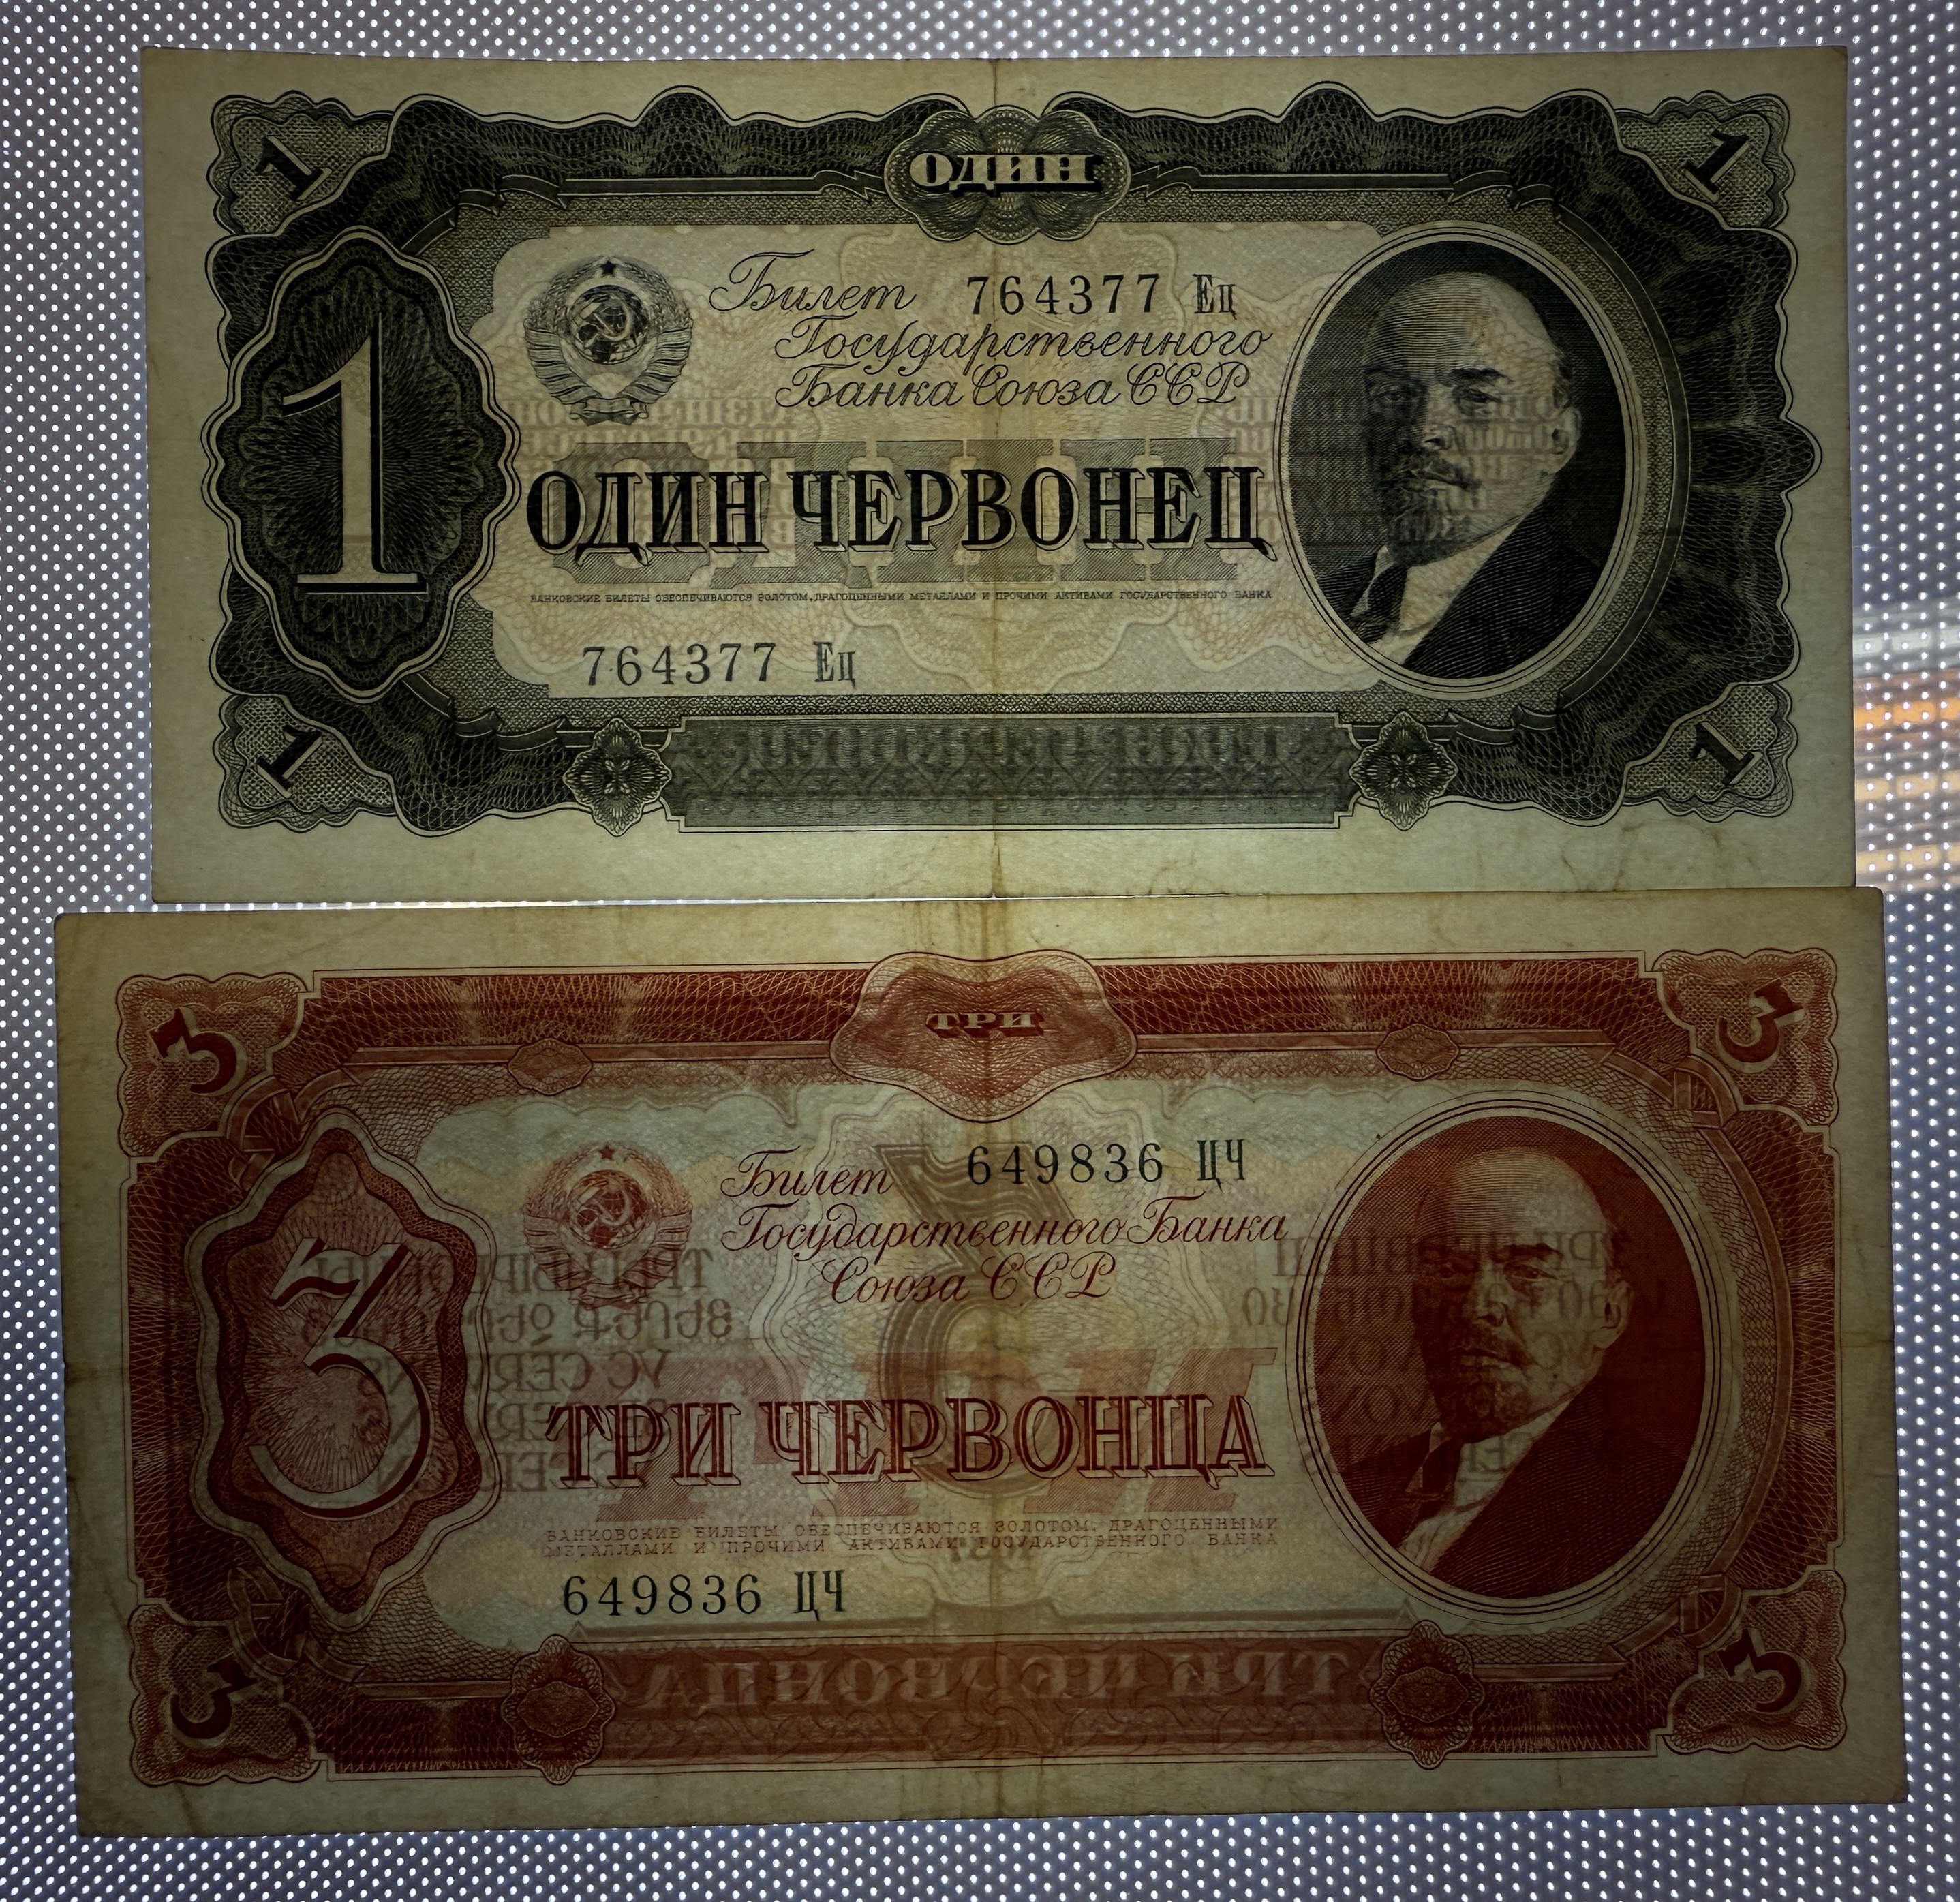 1 ОДИН 1
Билет 764377 Ец
Государственного
Банка Союза ССР
1
ОДИН ЧЕРВОНЕЦ
БАНКОВСКИЕ БИЛЕТЫ ОБЕСПЕЧИВАЮТСЯ ЗОЛОТОМ, ДРАГОЦЕННЫМИ МЕТАЛЛАМИ И ПРОЧИМИ АКТИВАМИ ГОСУДАРСТВЕННОГО БАНКА
764377 Ец
1 1
3 ТРИ 3
Билет 649836 ЦЧ
Государственного Банка
Союза ССР
3
ТРИ
ТРИ ЧЕРВОНЦА
БАНКОВСКИЕ БИЛЕТЫ ОБЕСПЕЧИВАЮТСЯ ЗОЛОТОМ, ДРАГОЦЕННЫМИ
МЕТАЛЛАМИ И ПРОЧИМИ АКТИВАМИ ГОСУДАРСТВЕННОГО БАНКА
649836 ЦЧ
3 3